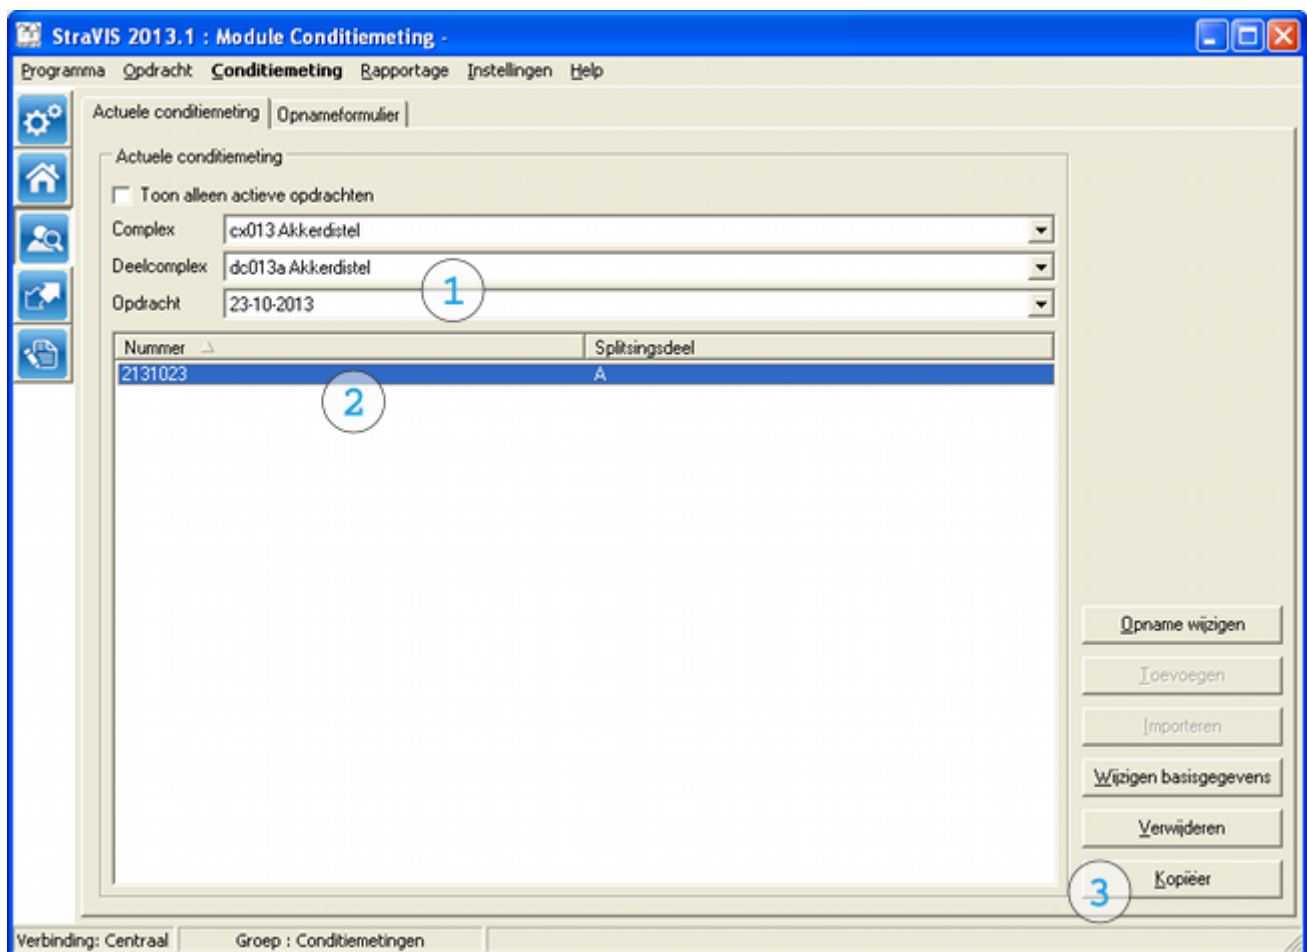 StraVIS 2013.1 : Module Conditiemeting -
Programma Opdracht Conditiemeting Rapportage Instellingen Help
Actuele conditiemeting Opnameformulier
Actuele conditiemeting
Toon alleen actieve opdrachten
Complex cx013 Akkerdistel
Deelcomplex dc013a Akkerdistel
1
Opdracht 23-10-2013
Nummer Splitsingsdeel
2131023 A
2
Opname wijzigen
Toevoegen
Importeren
Wijzigen basisgegevens
Verwijderen
3 Kopiëer
Verbinding: Centraal Groep : Conditiemetingen